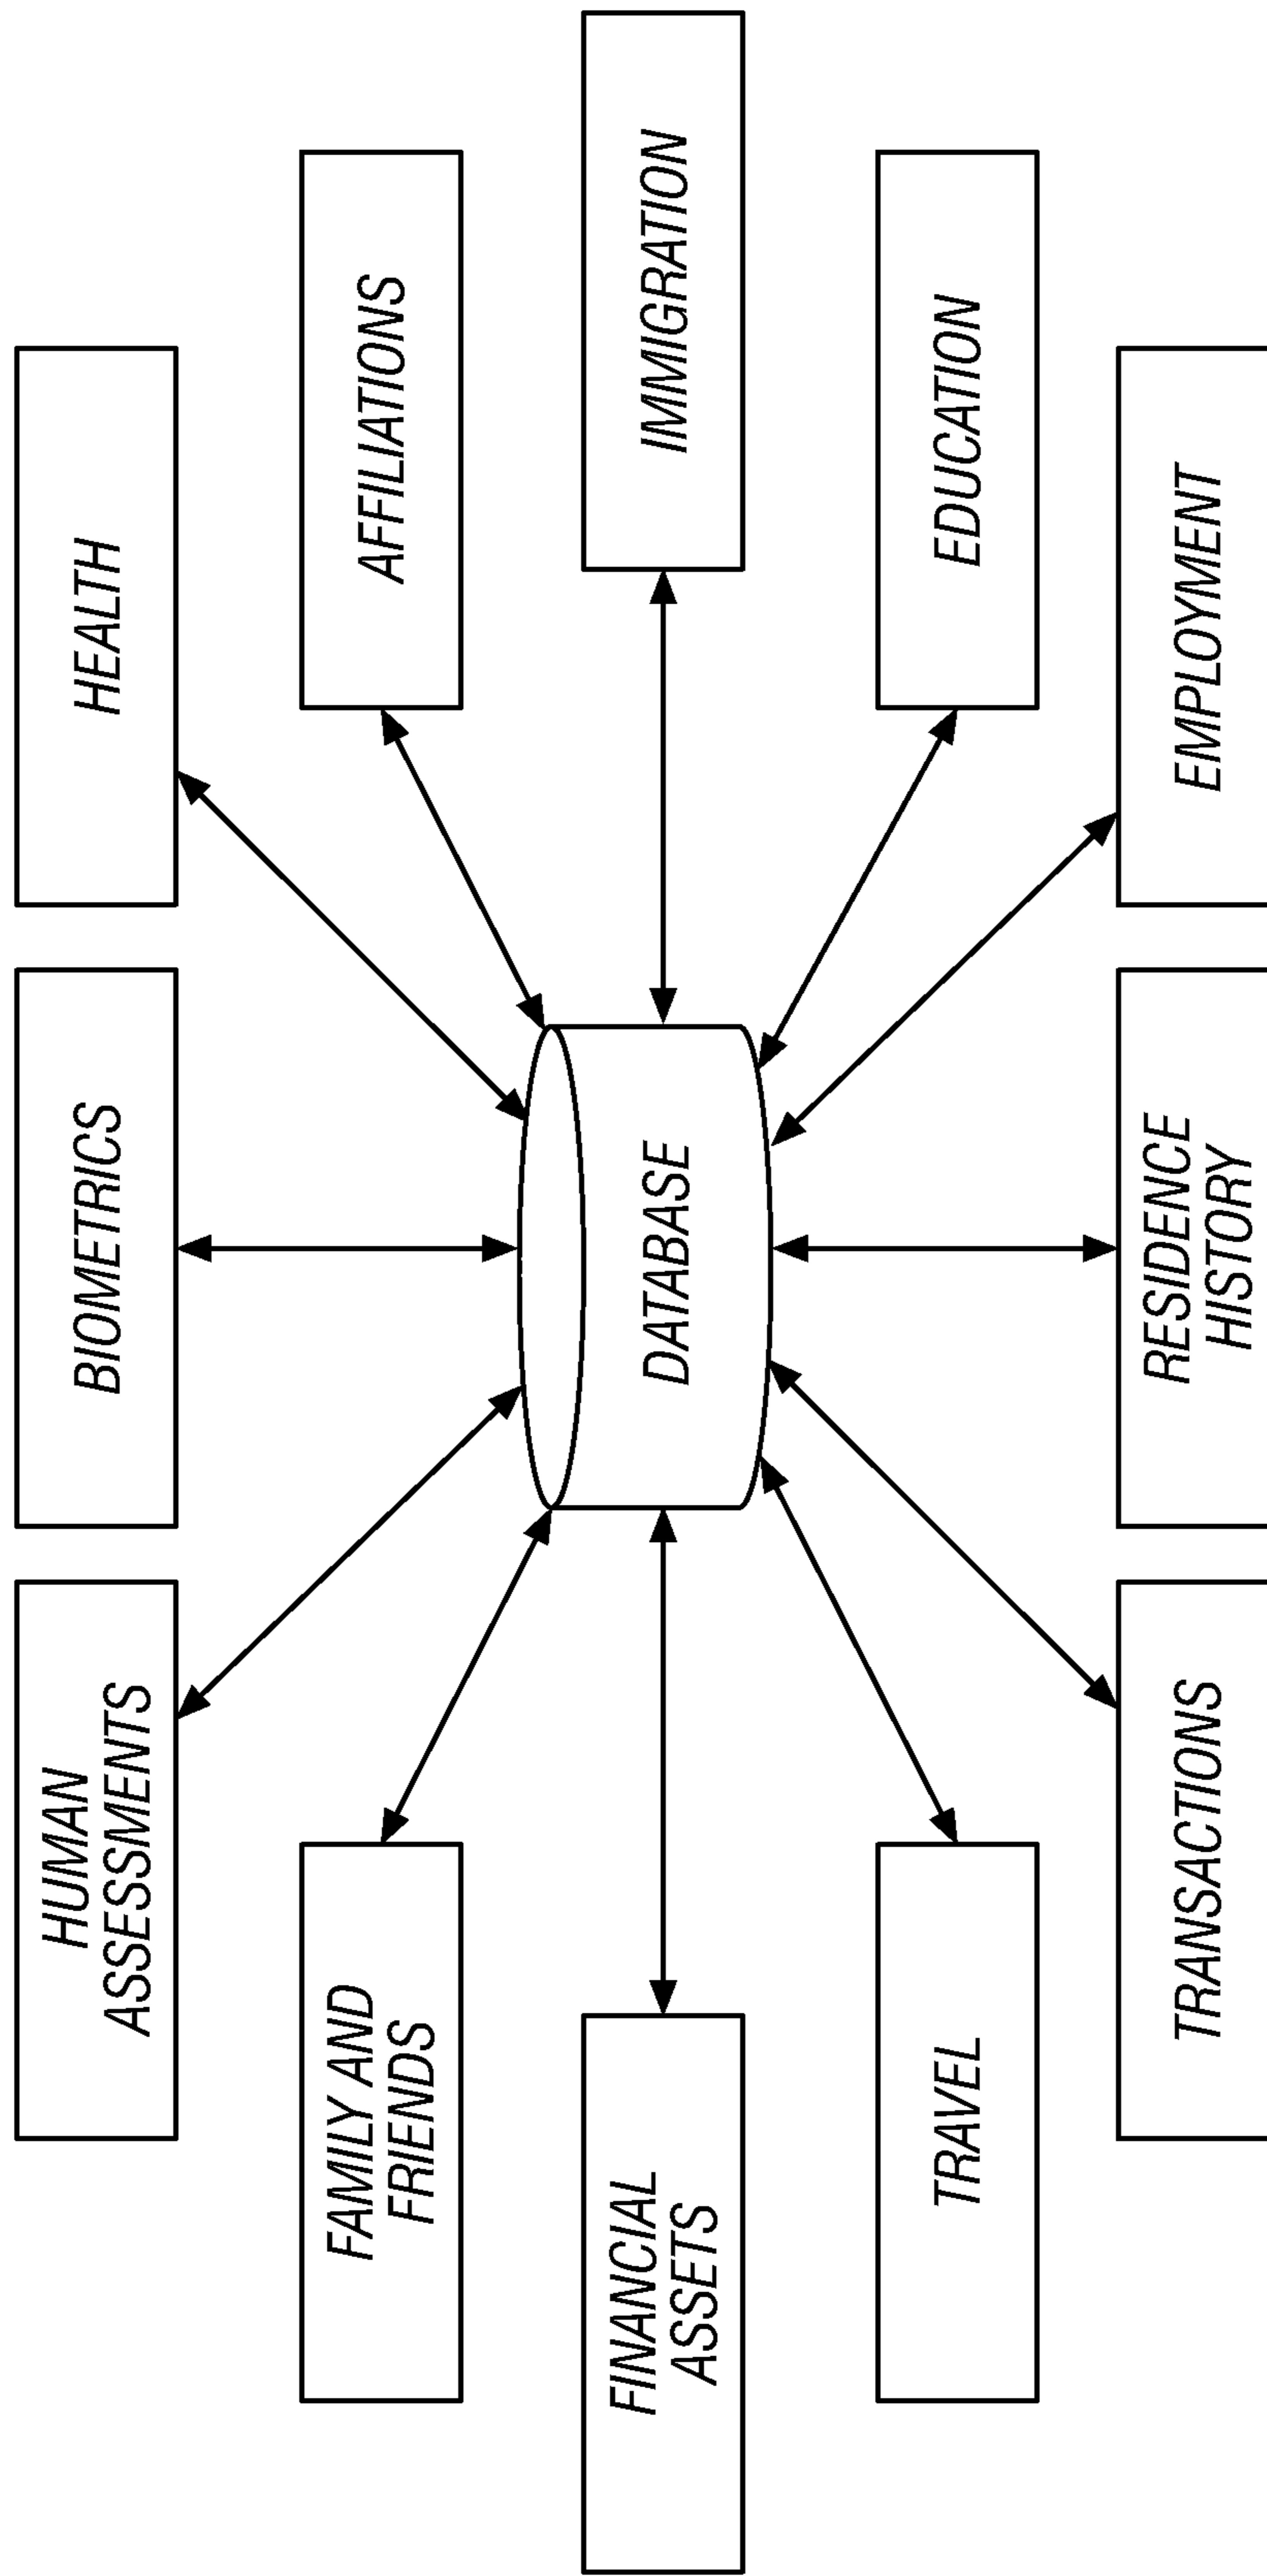 HUMAN
ASSESSMENTS
BIOMETRICS
HEALTH
FAMILY AND
FRIENDS
AFFILIATIONS
FINANCIAL
ASSETS
DATABASE
IMMIGRATION
TRAVEL
EDUCATION
TRANSACTIONS
RESIDENCE
HISTORY
EMPLOYMENT